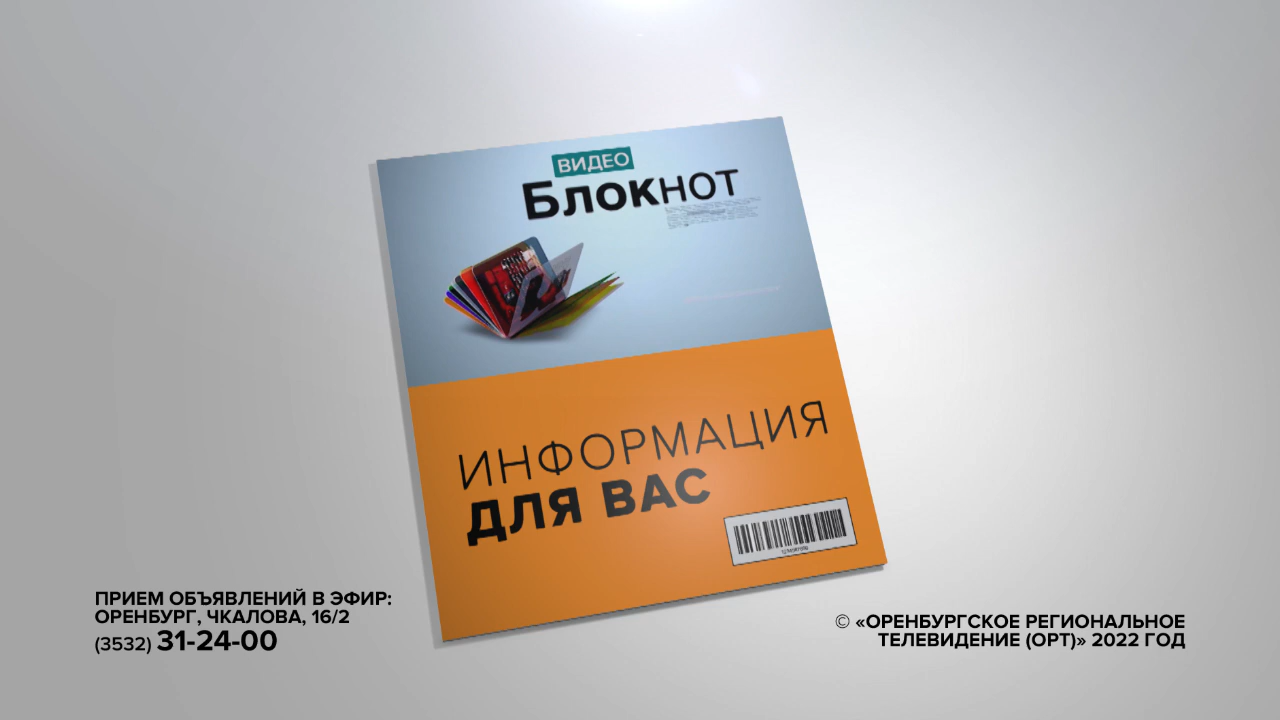 ВИДЕО
Блокнот
ИНФОРМАЦИЯ
ДЛЯ ВАС
ПРИЕМ ОБЪЯВЛЕНИЙ В ЭФИР:
ОРЕНБУРГ, ЧКАЛОВА, 16/2
(3532) 31-24-00
© «ОРЕНБУРГСКОЕ РЕГИОНАЛЬНОЕ
ТЕЛЕВИДЕНИЕ (ОРТ)» 2022 ГОД